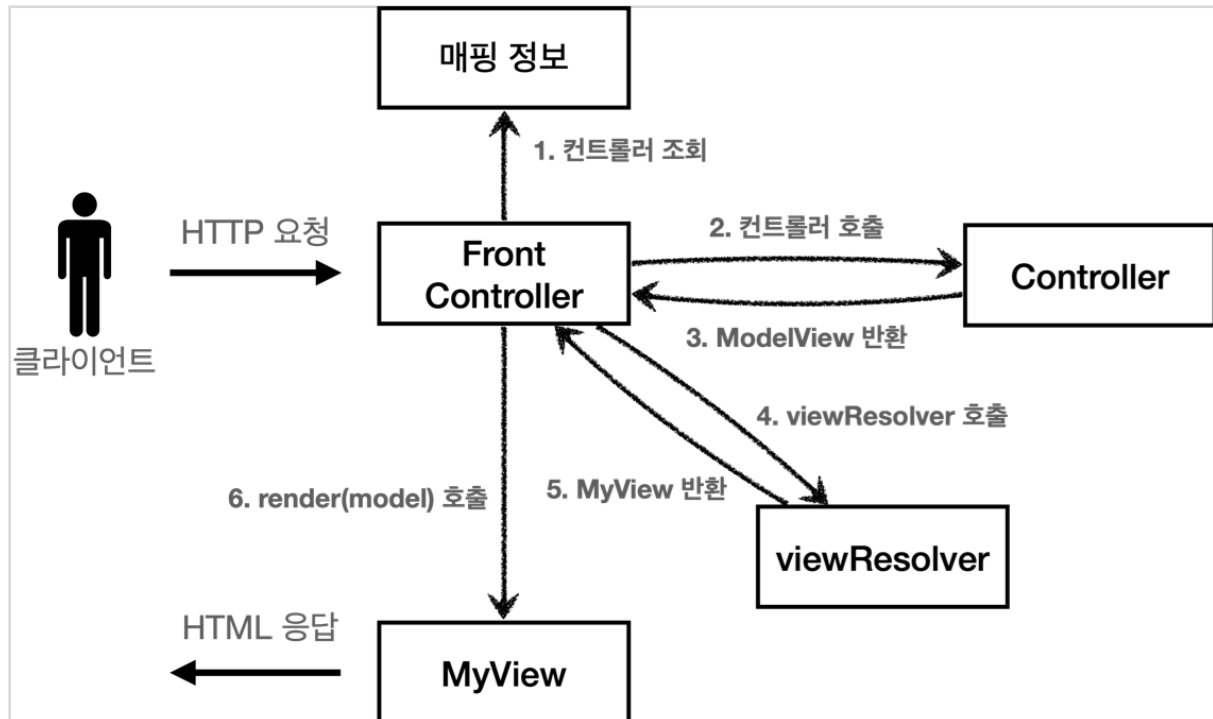 매핑 정보
1. 컨트롤러 조회
HTTP 요청
클라이언트
Front
Controller
2. 컨트롤러 호출
Controller
3. ModelView 반환
4. viewResolver 호출
5. MyView 반환
viewResolver
6. render(model) 호출
HTML 응답
MyView